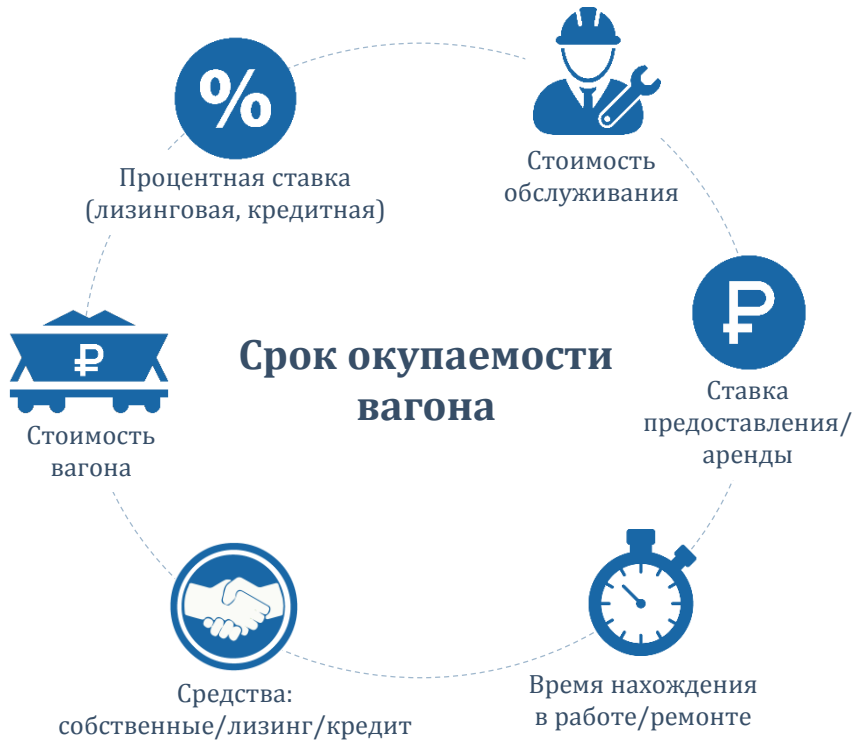 %
Процентная ставка
(лизинговая, кредитная)
Стоимость
обслуживания
₽
Ставка
предоставления/
аренды
Срок окупаемости
вагона
₽
Стоимость
вагона
Время нахождения
в работе/ремонте
Средства:
собственные/лизинг/кредит